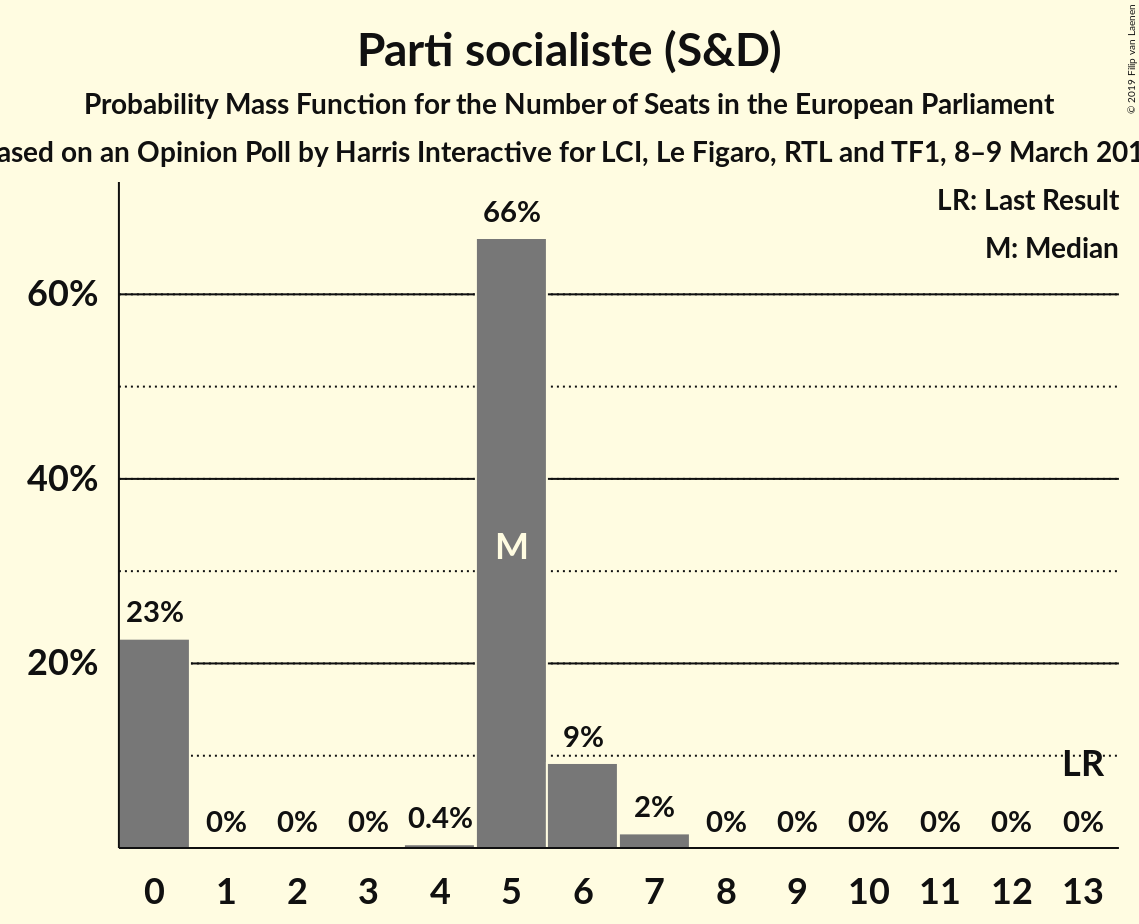 Parti socialiste (S&D)
Probability Mass Function for the Number of Seats in the European Parliament
ased on an Opinion Poll by Harris Interactive for LCI, Le Figaro, RTL and TF1, 8–9 March 201
© 2019 Filip van Laenen
LR: Last Result
M: Median
66%
60%
40%
M
23%
20%
9%
LR
2%
0% 0% 0% 0.4% 0% 0% 0% 0% 0% 0%
0 1 2 3 4 5 6 7 8 9 10 11 12 13